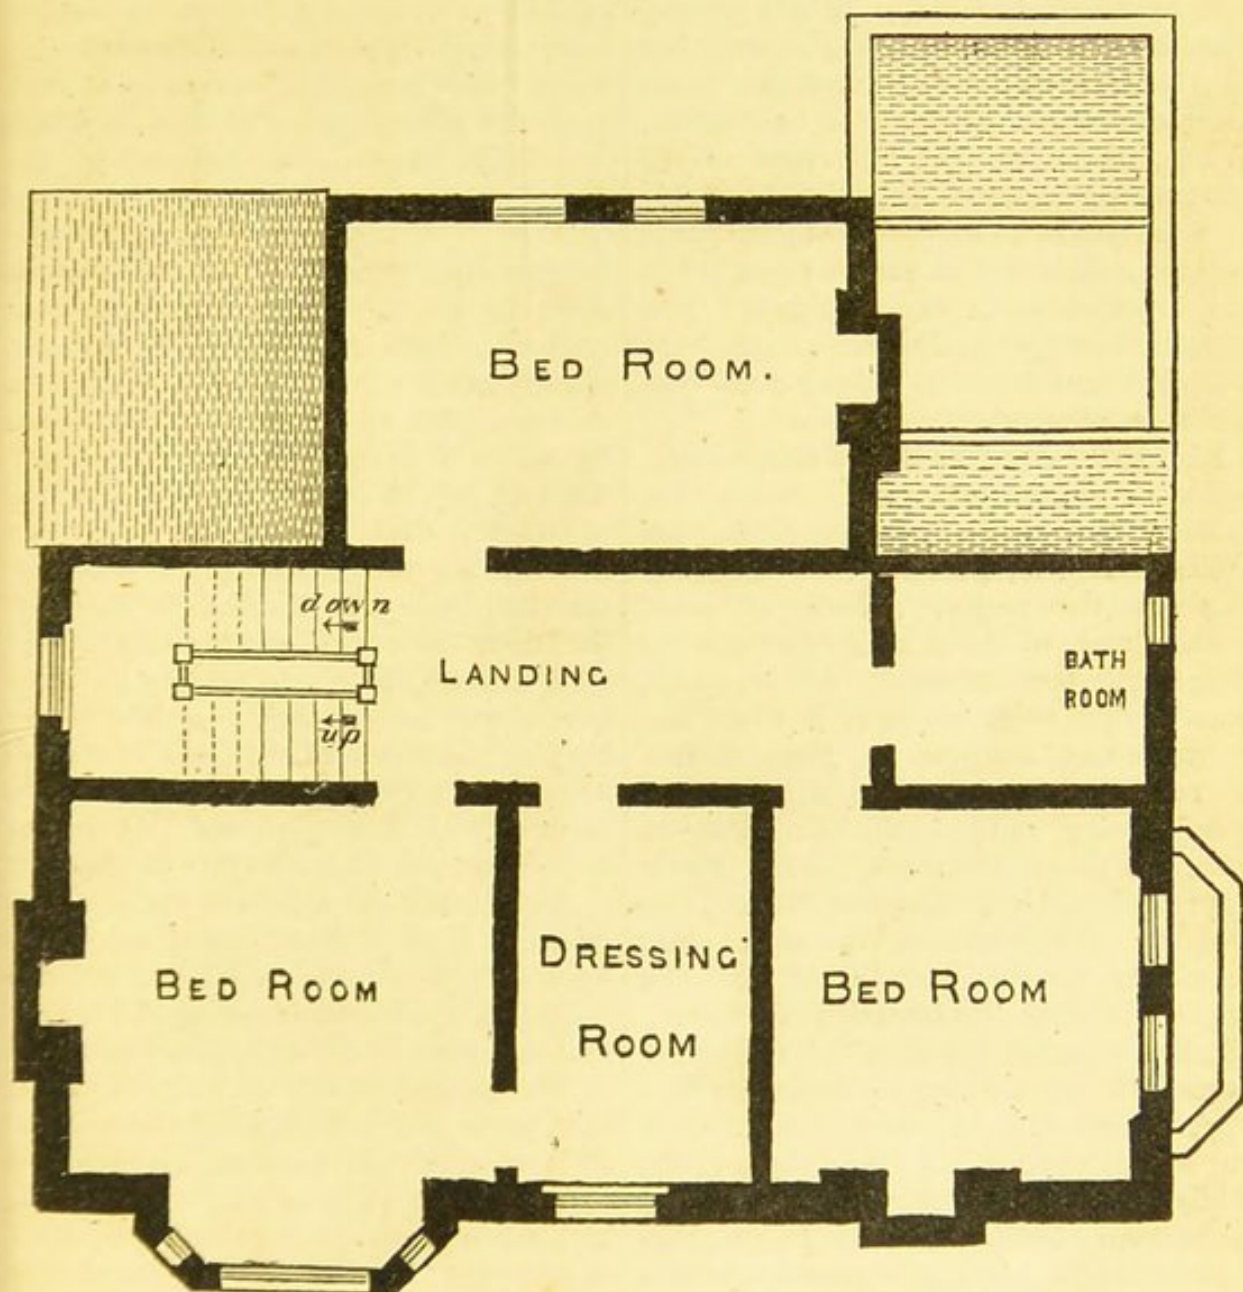 BED ROOM.
down
LANDING
up
BATH
ROOM
BED ROOM
DRESSING
ROOM
BED ROOM